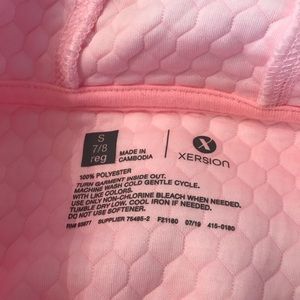 S
7/8
reg
MADE IN
CAMBODIA
X
XERSION
100% POLYESTER
TURN GARMENT INSIDE OUT.
MACHINE WASH COLD GENTLE CYCLE.
WITH LIKE COLORS.
USE ONLY NON-CHLORINE BLEACH WHEN NEEDED.
TUMBLE DRY LOW. COOL IRON IF NEEDED.
DO NOT USE SOFTENER.
RN# 93677 SUPPLIER 75485-2 F21180 07/19 415-0180